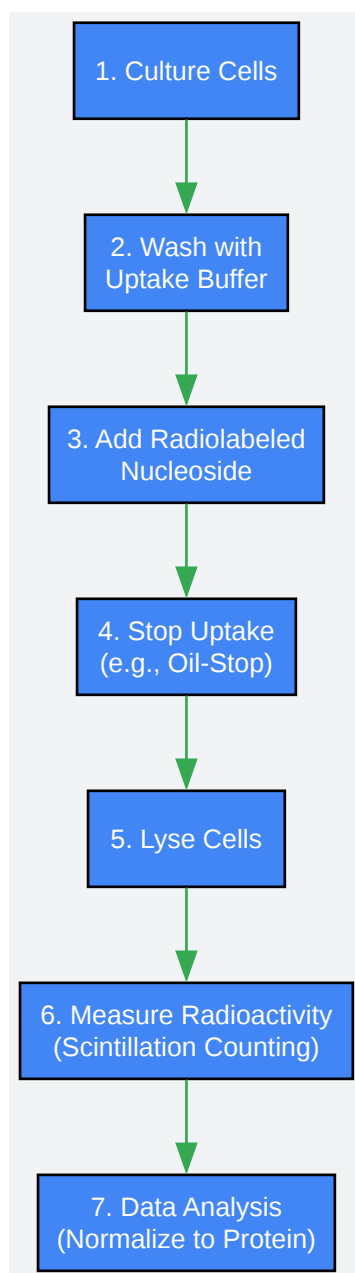 1. Culture Cells
2. Wash with
Uptake Buffer
3. Add Radiolabeled
Nucleoside
4. Stop Uptake
(e.g., Oil-Stop)
5. Lyse Cells
6. Measure Radioactivity
(Scintillation Counting)
7. Data Analysis
(Normalize to Protein)